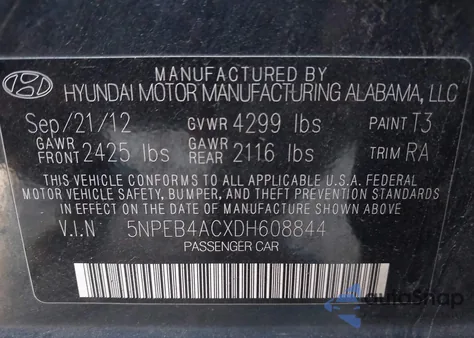 MANUFACTURED BY
HYUNDAI MOTOR MANUFACTURING ALABAMA, LLC
Sep/21/12 GVWR 4299 lbs PAINT T3
GAWR FRONT 2425 lbs GAWR REAR 2116 lbs TRIM RA
THIS VEHICLE CONFORMS TO ALL APPLICABLE U.S.A. FEDERAL
MOTOR VEHICLE SAFETY, BUMPER, AND THEFT PREVENTION STANDARDS
IN EFFECT ON THE DATE OF MANUFACTURE SHOWN ABOVE
V.I.N 5NPEB4ACXDH608844
PASSENGER CAR
autoSnap